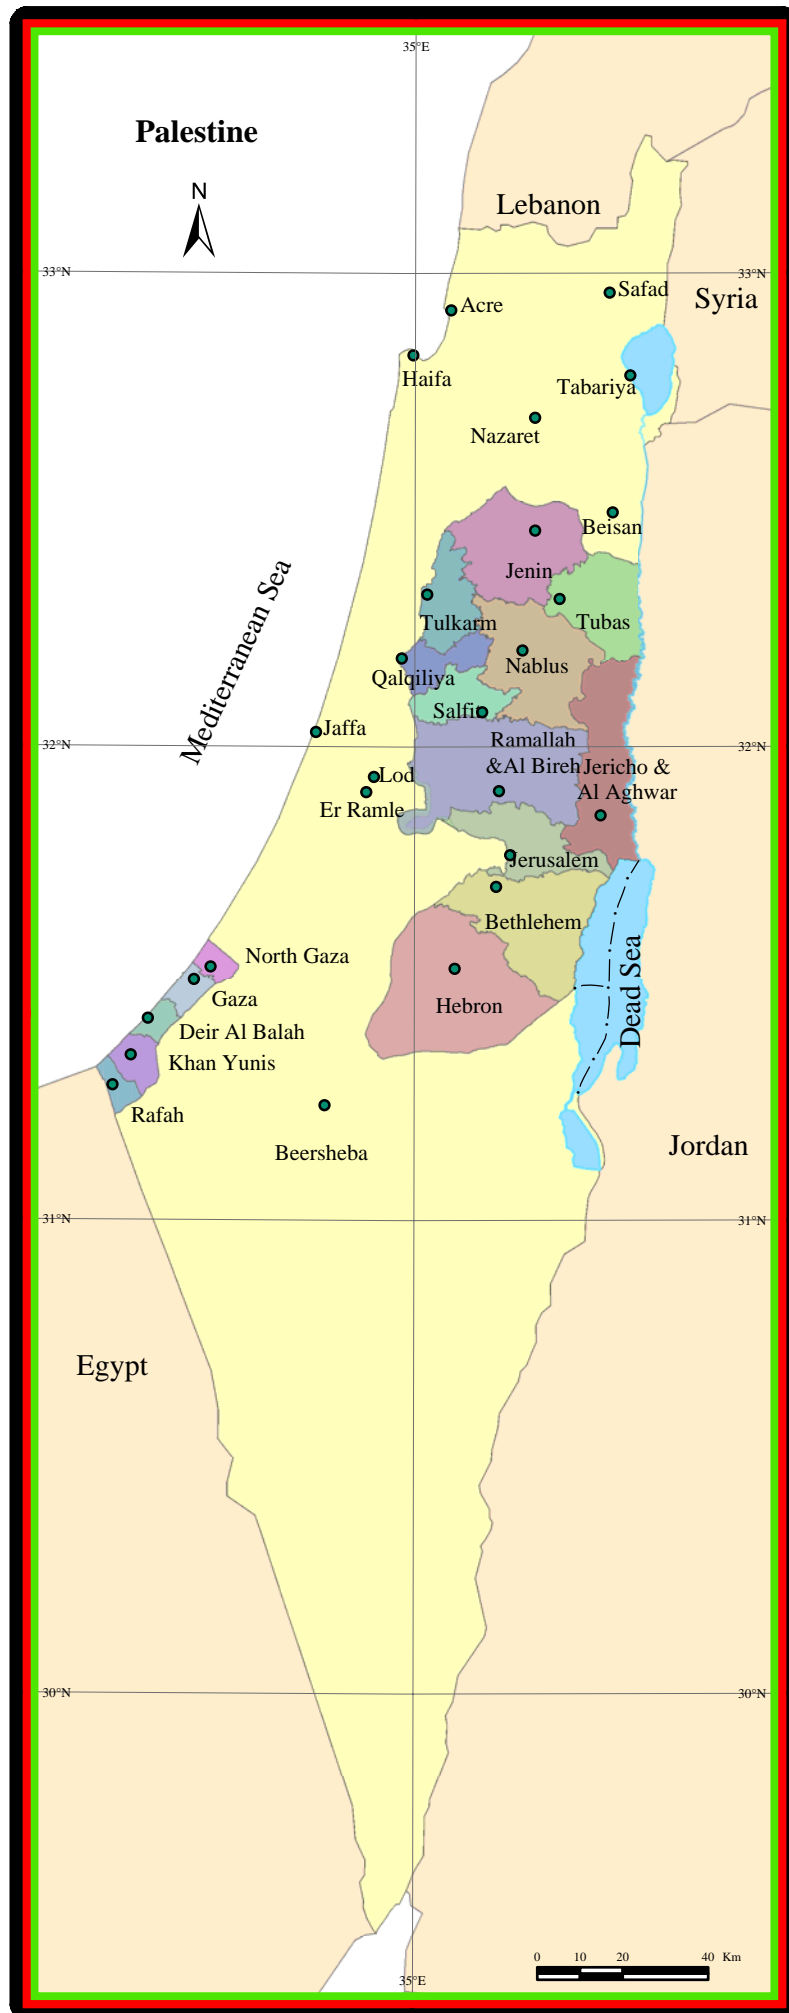 35°E
Palestine
N
Lebanon
33°N
33°N
Safad
Syria
Acre
Haifa
Tabariya
Nazaret
Beisan
Jenin
Tulkarm
Tubas
Mediterranean Sea
Nablus
Qalqiliya
Salfit
Jaffa
32°N
32°N
Ramallah
&Al Bireh
Jericho &
Al Aghwar
Lod
Er Ramle
Jerusalem
Bethlehem
North Gaza
Gaza
Hebron
Dead Sea
Deir Al Balah
Khan Yunis
Rafah
Beersheba
Jordan
31°N
31°N
Egypt
30°N
30°N
0 10 20 40 Km
35°E